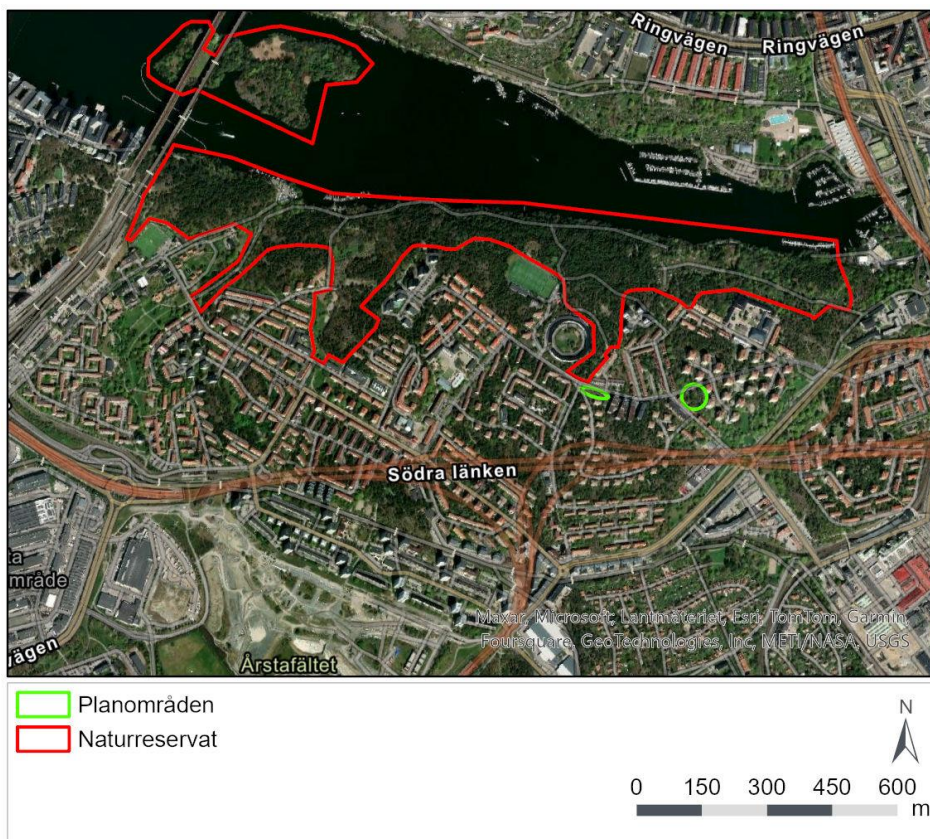 Ringvägen
Ringvägen
Södra länken
ta
område
vägen
Årstafältet
Maxar, Microsoft, Lantmäteriet, Esri, TomTom, Garmin,
Foursquare, GeoTechnologies, Inc, METI/NASA, USGS
Planområden
Naturreservat
N
0 150 300 450 600
m